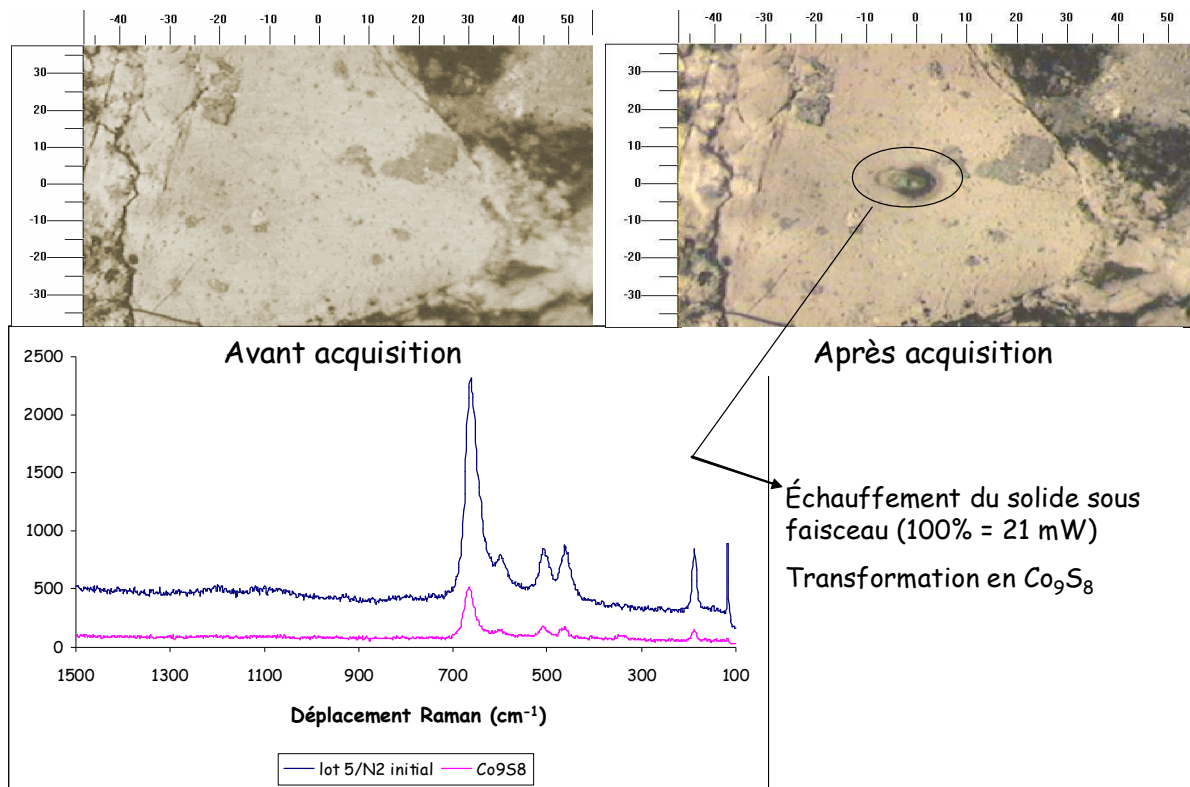 -40 -30 -20 -10 0 10 20 30 40 50
30
20
10
0
-10
-20
-30
-40 -30 -20 -10 0 10 20 30 40 50
30
20
10
0
-10
-20
-30
Avant acquisition
Après acquisition
2500
2000
1500
1000
500
0
1500 1300 1100 900 700 500 300 100
Déplacement Raman (cm⁻¹)
lot 5/N2 initial Co9S8
Échauffement du solide sous
faisceau (100% = 21 mW)
Transformation en Co₉S₈